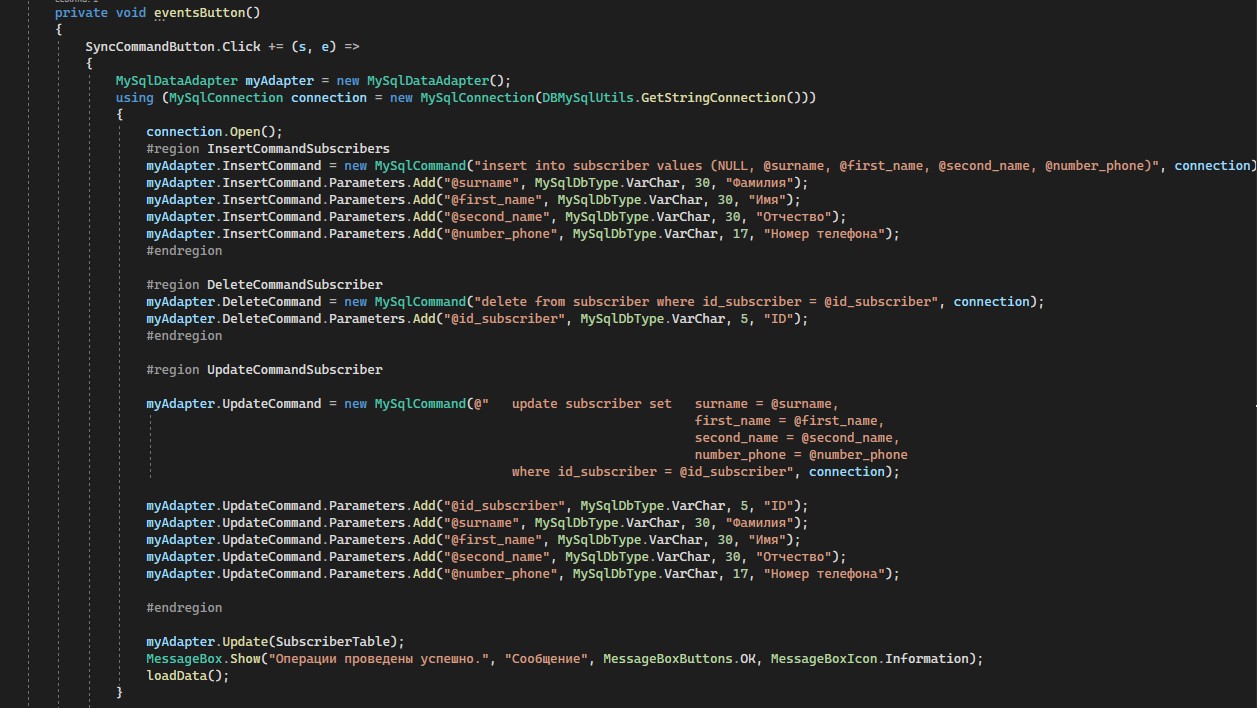 private void eventsButton()
{
SyncCommandButton.Click += (s, e) =>
{
MySqlDataAdapter myAdapter = new MySqlDataAdapter();
using (MySqlConnection connection = new MySqlConnection(DBMySqlUtils.GetStringConnection()))
{
connection.Open();
#region InsertCommandSubscribers
myAdapter.InsertCommand = new MySqlCommand("insert into subscriber values (NULL, @surname, @first_name, @second_name, @number_phone)", connection)
myAdapter.InsertCommand.Parameters.Add("@surname", MySqlDbType.VarChar, 30, "Фамилия");
myAdapter.InsertCommand.Parameters.Add("@first_name", MySqlDbType.VarChar, 30, "Имя");
myAdapter.InsertCommand.Parameters.Add("@second_name", MySqlDbType.VarChar, 30, "Отчество");
myAdapter.InsertCommand.Parameters.Add("@number_phone", MySqlDbType.VarChar, 17, "Номер телефона");
#endregion
#region DeleteCommandSubscriber
myAdapter.DeleteCommand = new MySqlCommand("delete from subscriber where id_subscriber = @id_subscriber", connection);
myAdapter.DeleteCommand.Parameters.Add("@id_subscriber", MySqlDbType.VarChar, 5, "ID");
#endregion
#region UpdateCommandSubscriber
myAdapter.UpdateCommand = new MySqlCommand(@" update subscriber set surname = @surname,
first_name = @first_name,
second_name = @second_name,
number_phone = @number_phone
where id_subscriber = @id_subscriber", connection);
myAdapter.UpdateCommand.Parameters.Add("@id_subscriber", MySqlDbType.VarChar, 5, "ID");
myAdapter.UpdateCommand.Parameters.Add("@surname", MySqlDbType.VarChar, 30, "Фамилия");
myAdapter.UpdateCommand.Parameters.Add("@first_name", MySqlDbType.VarChar, 30, "Имя");
myAdapter.UpdateCommand.Parameters.Add("@second_name", MySqlDbType.VarChar, 30, "Отчество");
myAdapter.UpdateCommand.Parameters.Add("@number_phone", MySqlDbType.VarChar, 17, "Номер телефона");
#endregion
myAdapter.Update(SubscriberTable);
MessageBox.Show("Операции проведены успешно.", "Сообщение", MessageBoxButtons.OK, MessageBoxIcon.Information);
loadData();
}